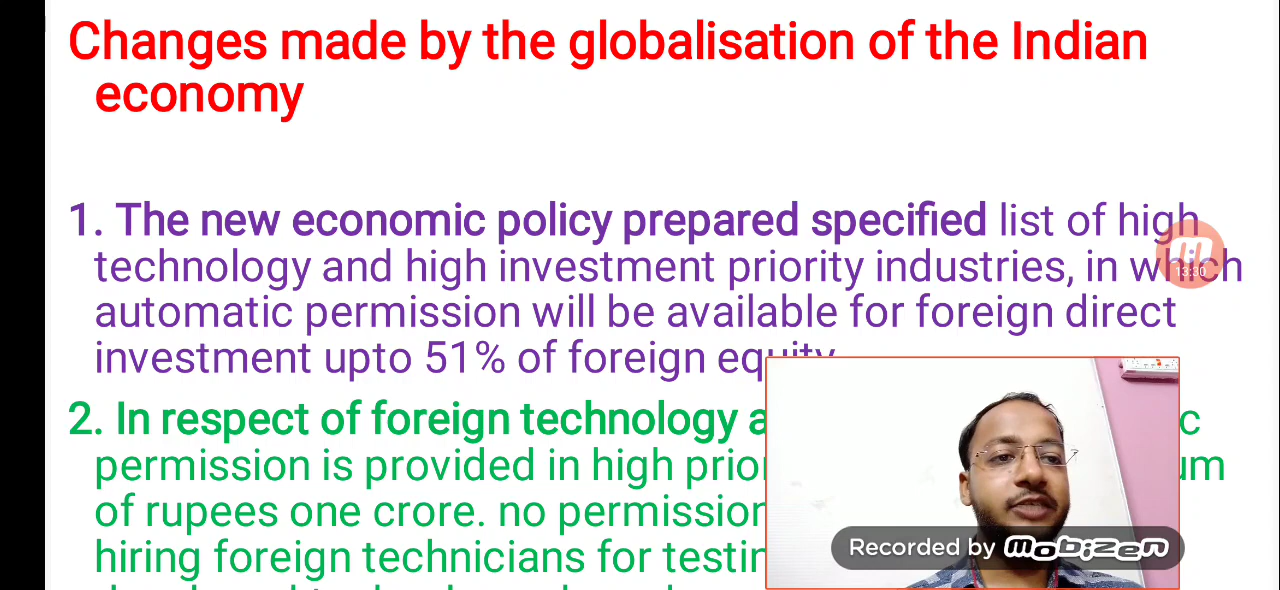 Changes made by the globalisation of the Indian
economy
1. The new economic policy prepared specified list of high
technology and high investment priority industries, in which
13:30
automatic permission will be available for foreign direct
investment upto 51% of foreign equity
2. In respect of foreign technology
permission is provided in high
of rupees one crore. no permission
hiring foreign technicians for
Recorded by mobizen